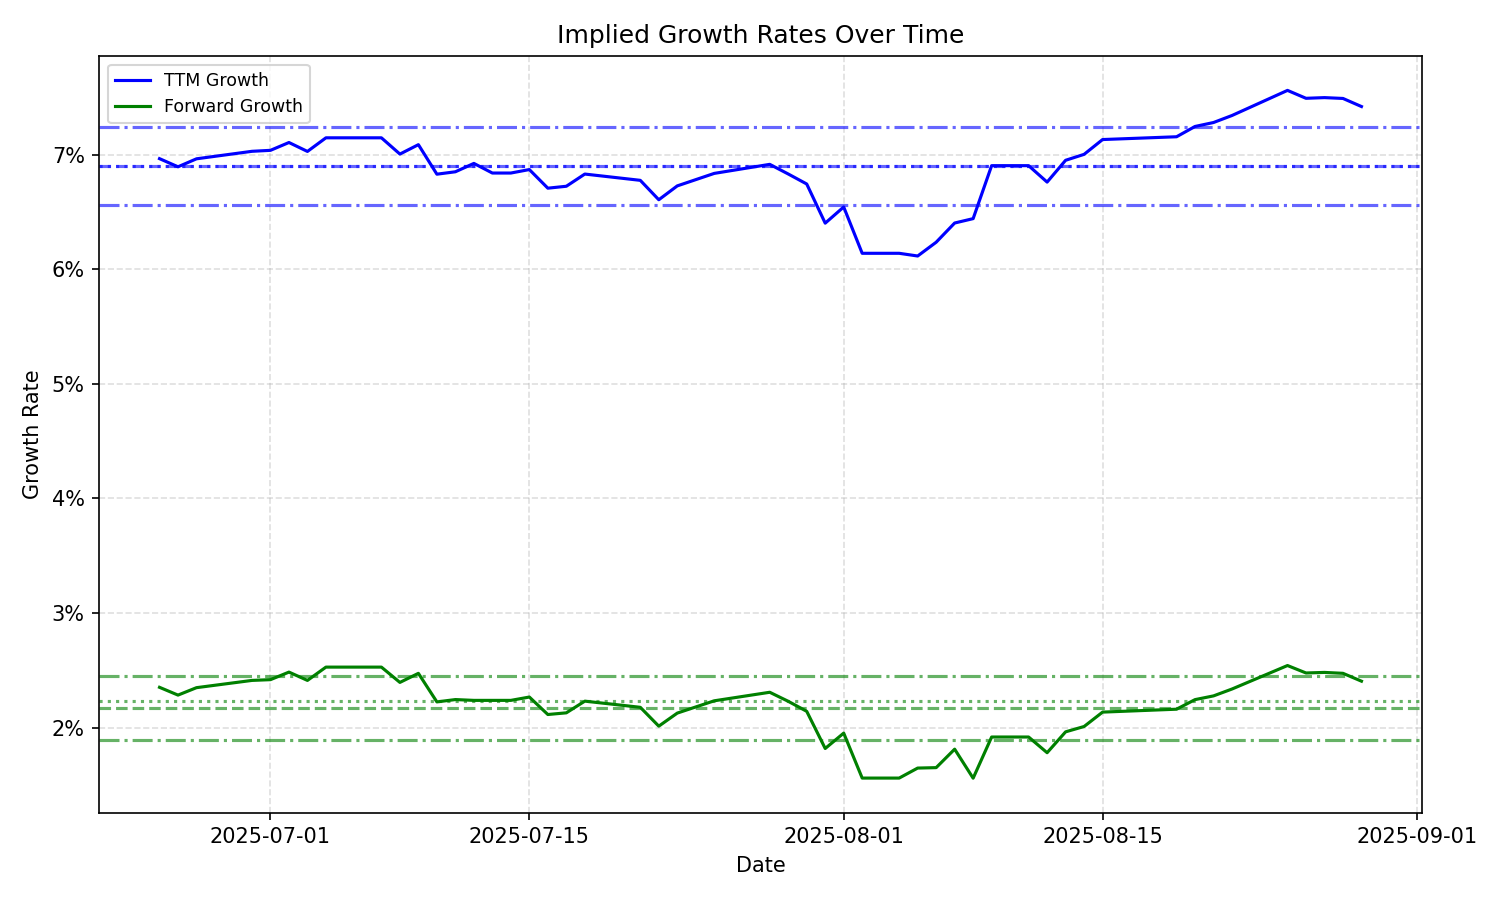 Implied Growth Rates Over Time
TTM Growth
Forward Growth
7%
6%
5%
4%
3%
2%
Growth Rate
2025-07-01
2025-07-15
2025-08-01
2025-08-15
2025-09-01
Date